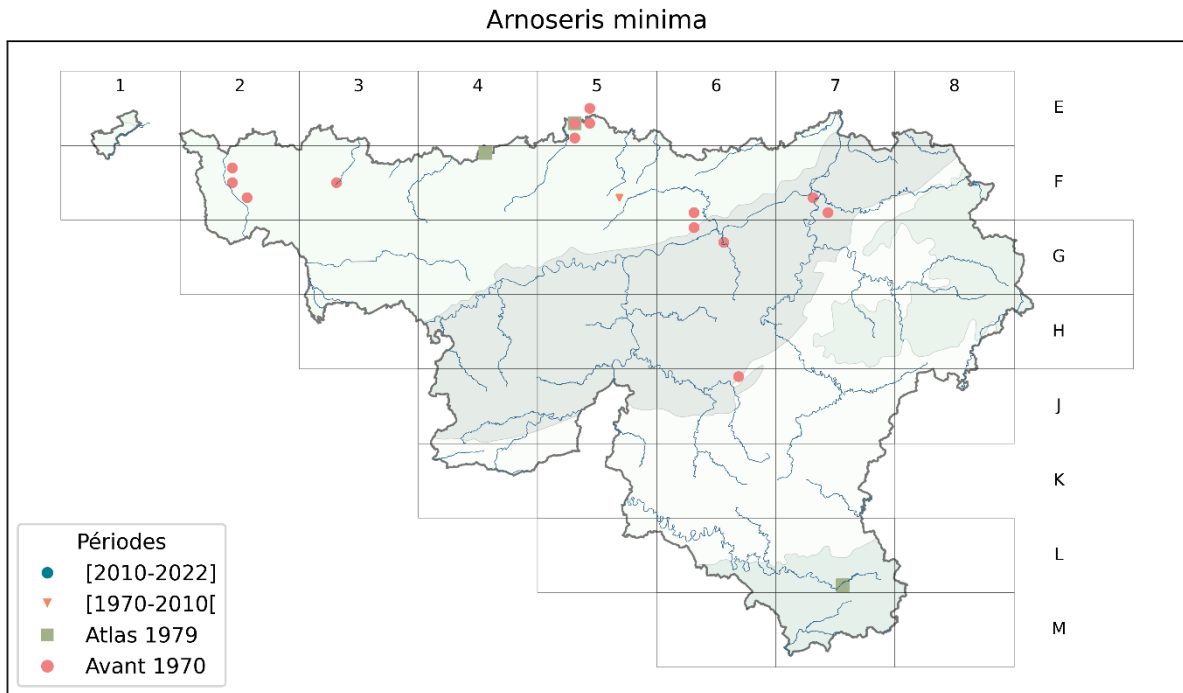 Arnoseris minima
1 2 3 4 5 6 7 8
E
F
G
H
J
K
L
M
Périodes
[2010-2022]
[1970-2010[
Atlas 1979
Avant 1970